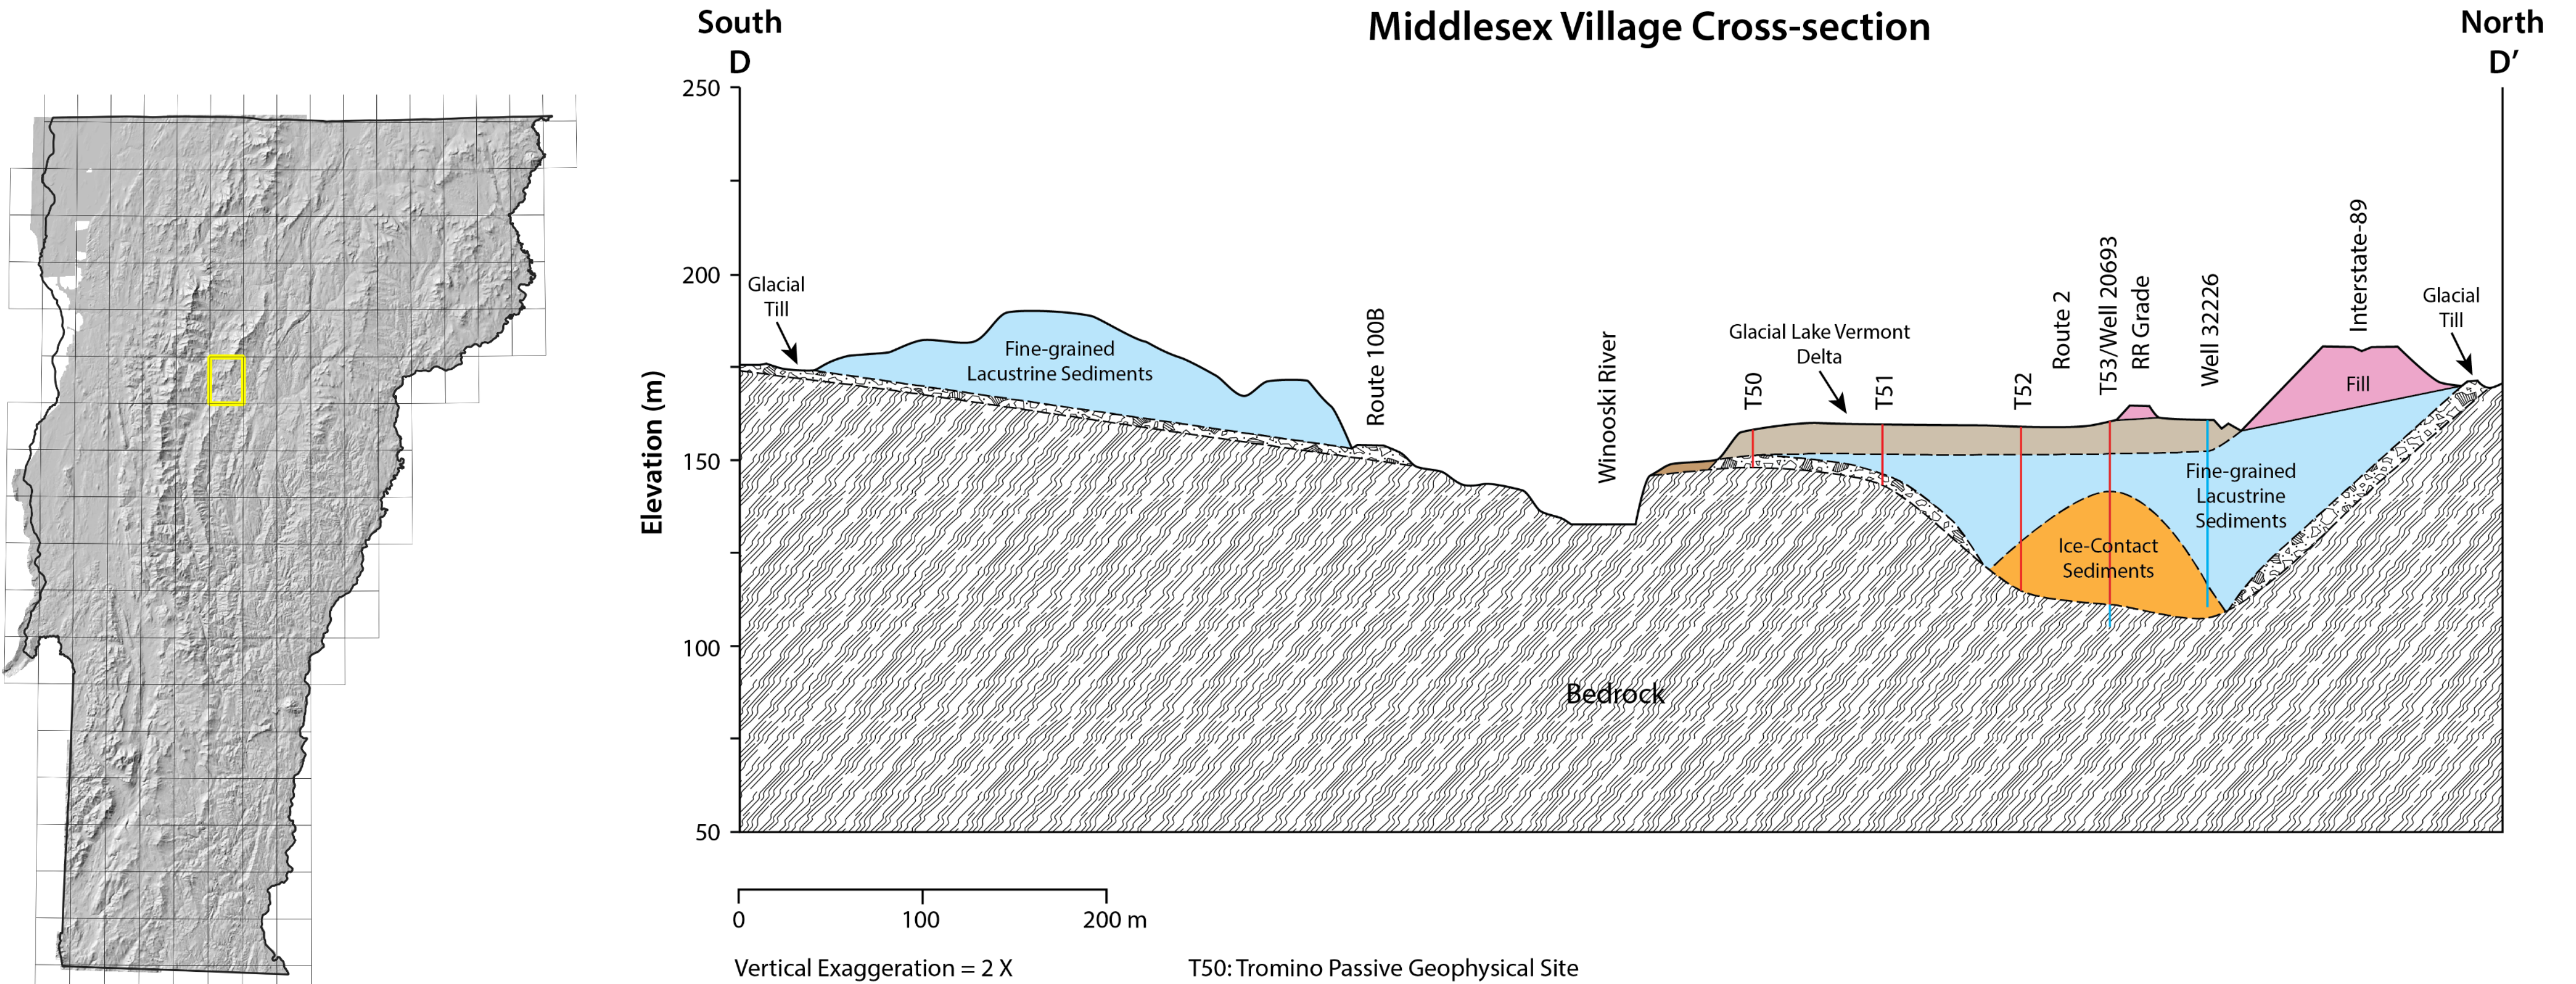 Middlesex Village Cross-section
South
D
North
D’
250
200
150
100
50
Elevation (m)
Glacial
Till
Fine-grained
Lacustrine Sediments
Route 100B
Winooski River
Glacial Lake Vermont
Delta
T50
T51
T52
Route 2
T53/Well 20693
RR Grade
Well 32226
Interstate-89
Glacial
Till
Fill
Fine-grained
Lacustrine
Sediments
Ice-Contact
Sediments
Bedrock
0
100
200 m
Vertical Exaggeration = 2 X
T50: Tromino Passive Geophysical Site